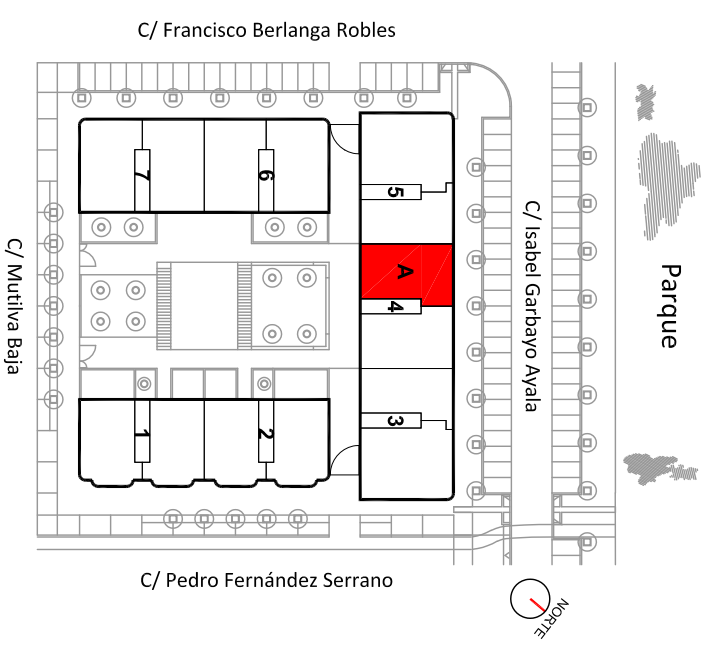 C/ Francisco Berlanga Robles
7
6
5
A
4
3
1
2
C/ Mutilva Baja
C/ Isabel Garbayo Ayala
Parque
C/ Pedro Fernández Serrano
NORTE